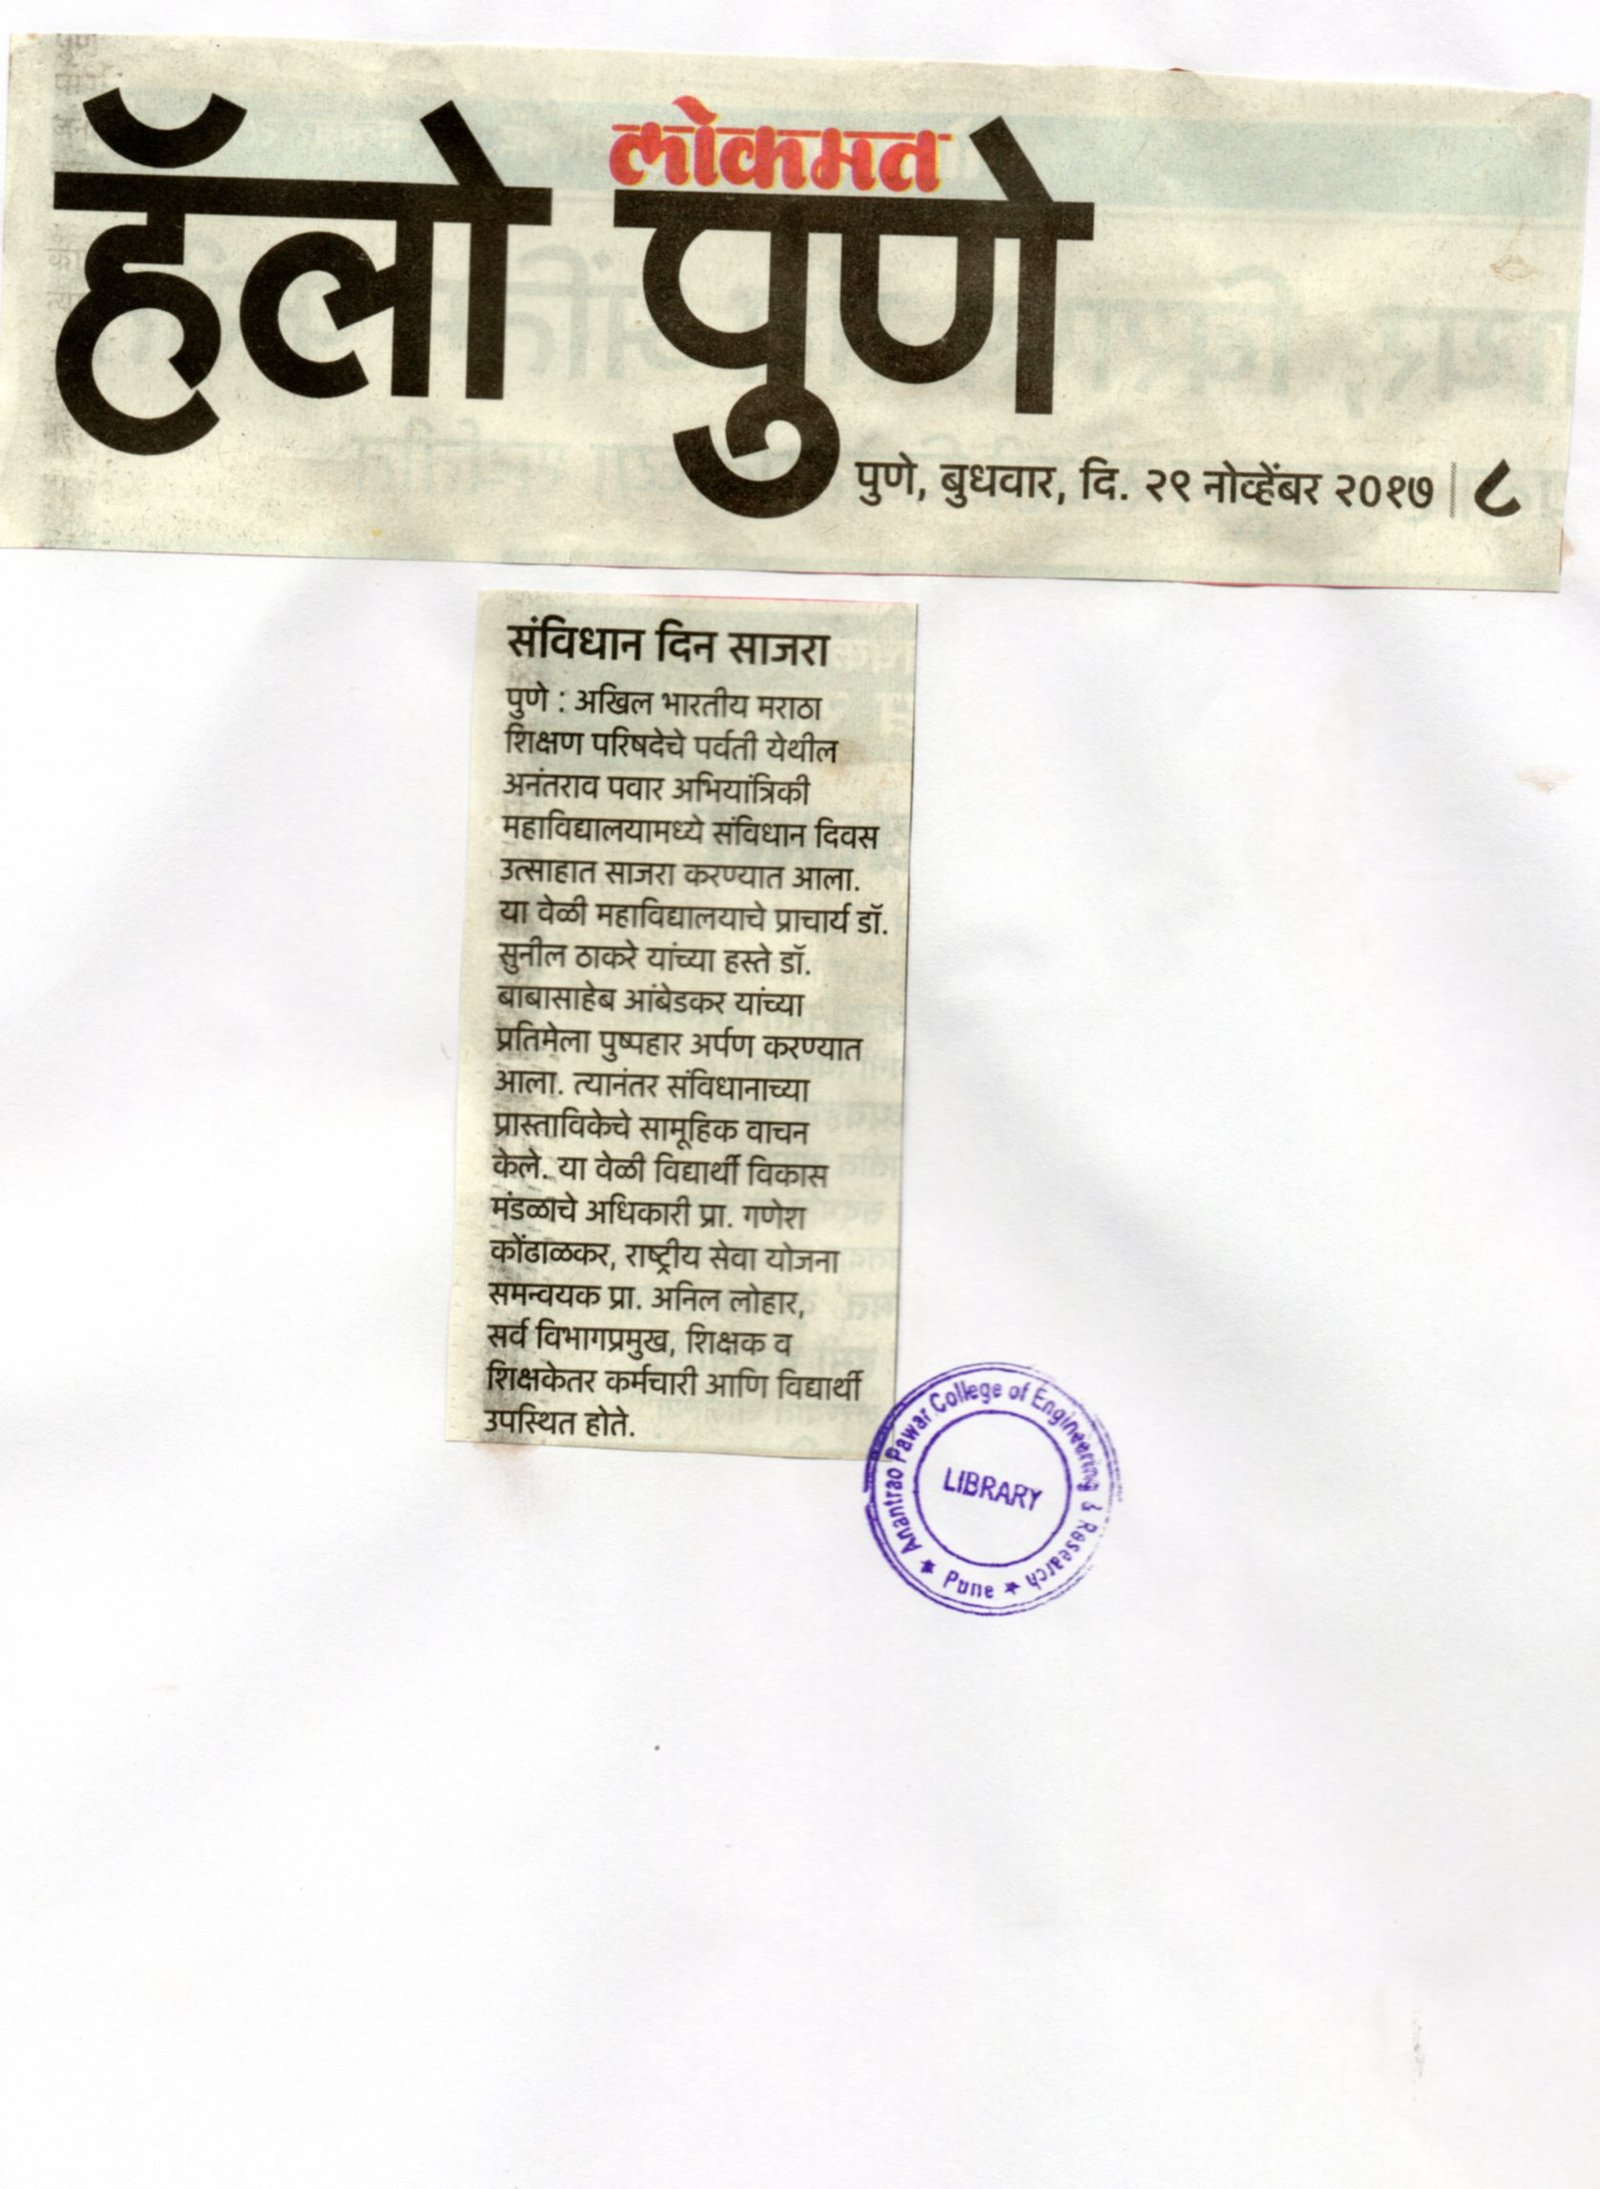 लोकमत
हॅलो पुणे
पुणे, बुधवार, दि. २९ नोव्हेंबर २०१७ | ८
संविधान दिन साजरा
पुणे : अखिल भारतीय मराठा
शिक्षण परिषदेचे पर्वती येथील
अनंतराव पवार अभियांत्रिकी
महाविद्यालयामध्ये संविधान दिवस
उत्साहात साजरा करण्यात आला.
या वेळी महाविद्यालयाचे प्राचार्य डॉ.
सुनील ठाकरे यांच्या हस्ते डॉ.
बाबासाहेब आंबेडकर यांच्या
प्रतिमेला पुष्पहार अर्पण करण्यात
आला. त्यानंतर संविधानाच्या
प्रास्ताविकेचे सामूहिक वाचन
केले. या वेळी विद्यार्थी विकास
मंडळाचे अधिकारी प्रा. गणेश
कोंढाळकर, राष्ट्रीय सेवा योजना
समन्वयक प्रा. अनिल लोहार,
सर्व विभागप्रमुख, शिक्षक व
शिक्षकेतर कर्मचारी आणि विद्यार्थी
उपस्थित होते.
Anantrao Pawar College of Engineering & Research
LIBRARY
★ Pune ★